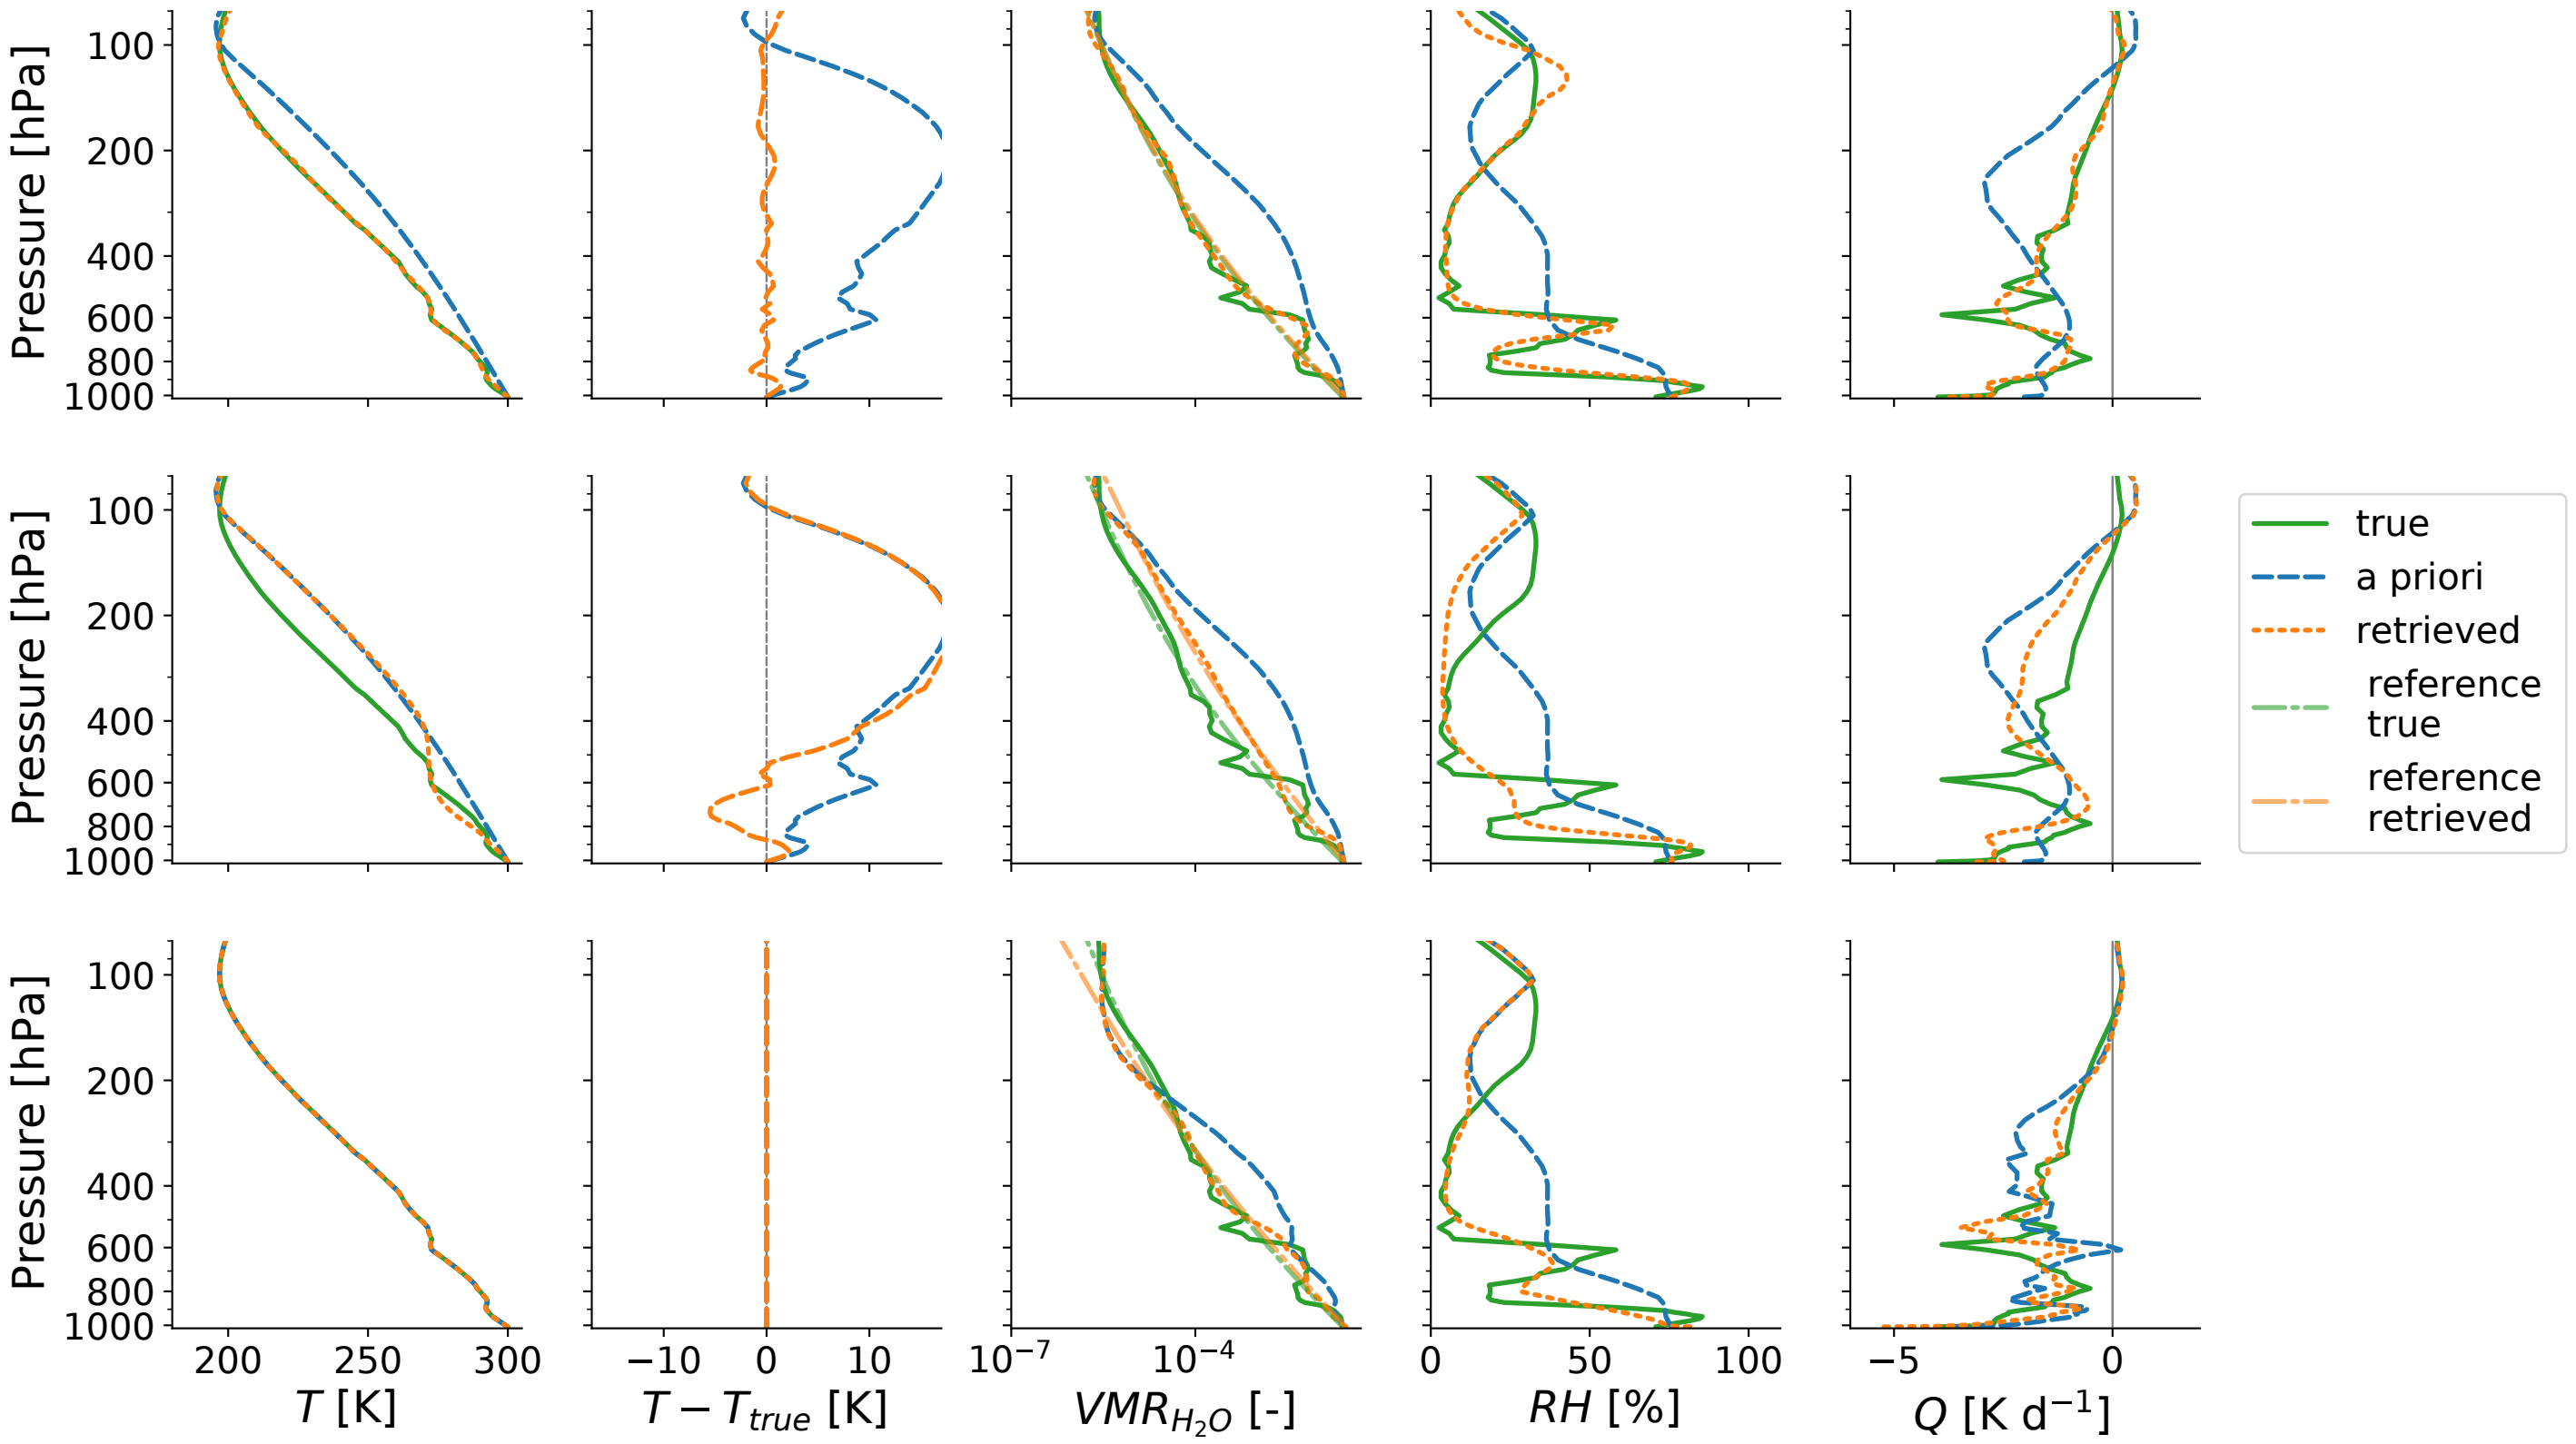 Pressure [hPa]
100
200
400
600
800
1000
Pressure [hPa]
100
200
400
600
800
1000
true
a priori
retrieved
reference
true
reference
retrieved
Pressure [hPa]
100
200
400
600
800
1000
200 250 300
−10 0 10
10⁻⁷ 10⁻⁴
0 50 100
−5 0
T [K]
T − T_true [K]
VMR_H₂O [-]
RH [%]
Q [K d⁻¹]